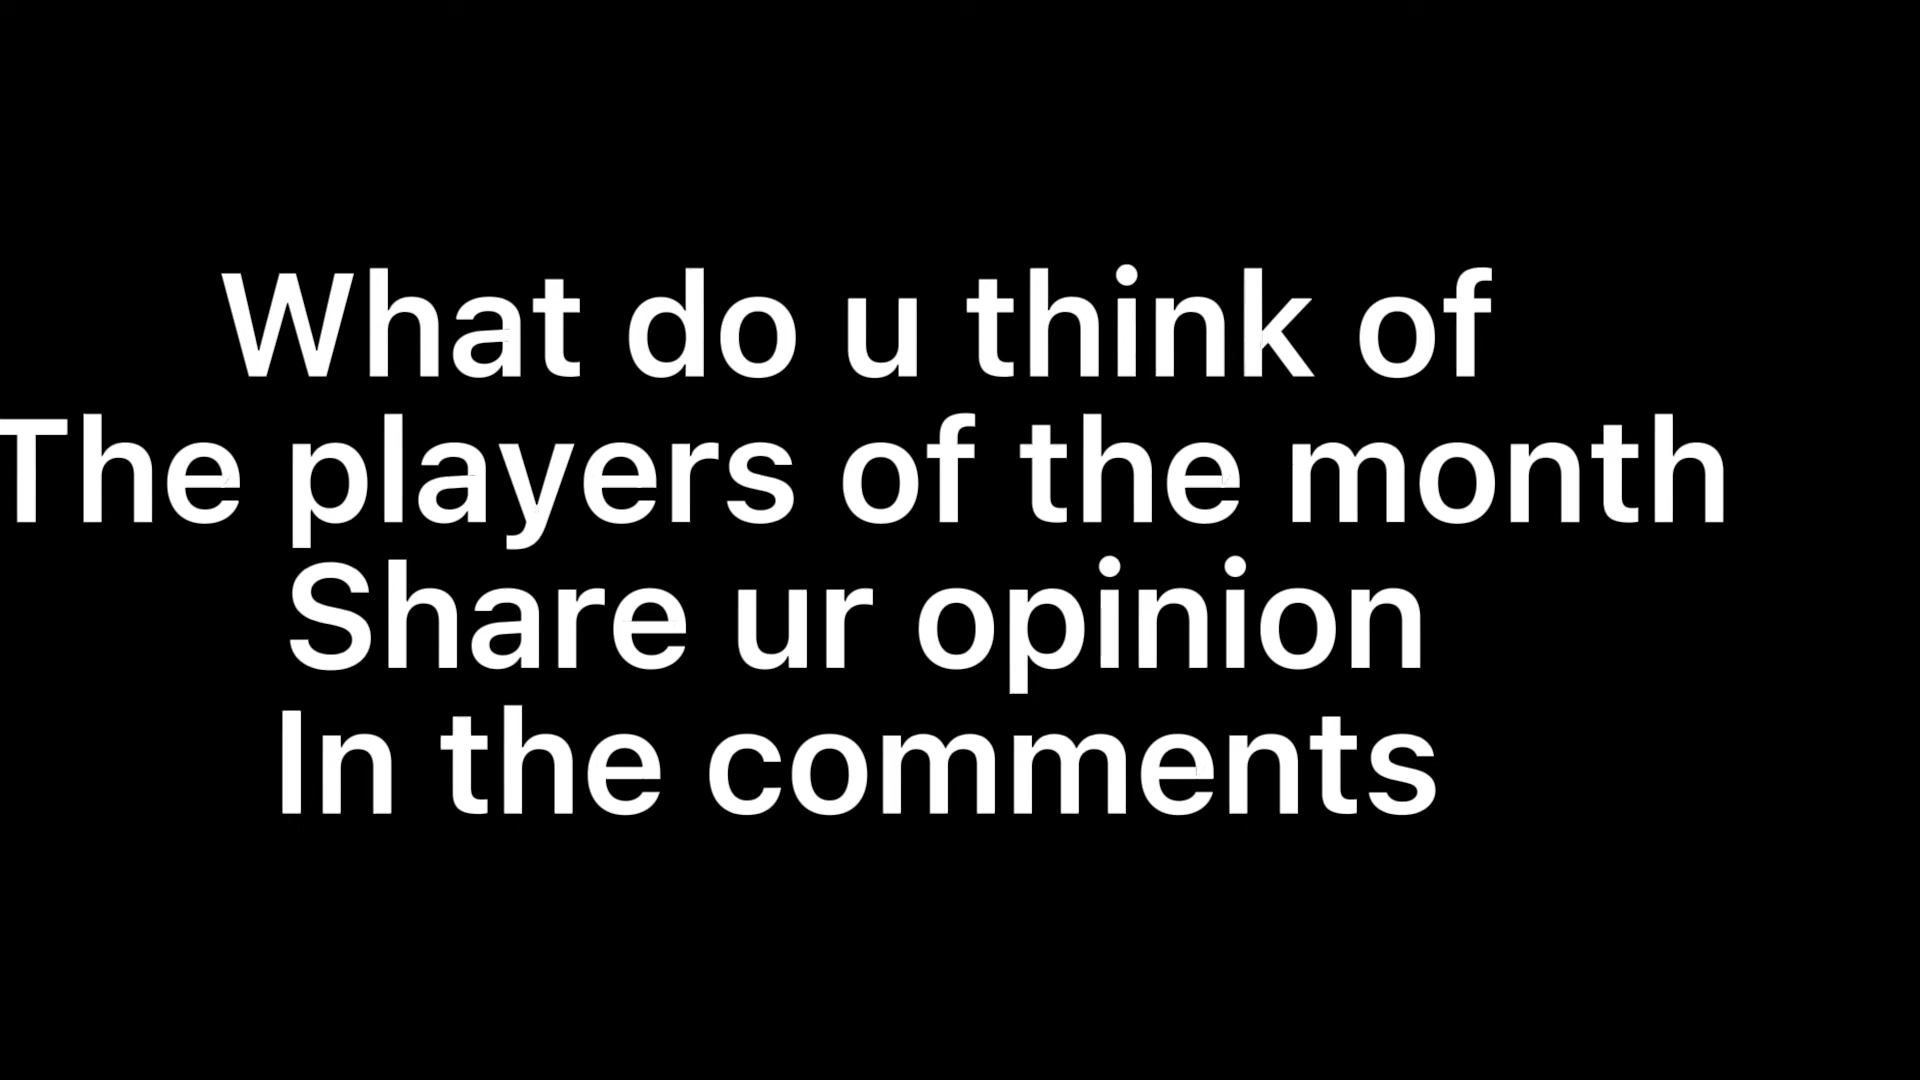 What do u think of
The players of the month
Share ur opinion
In the comments